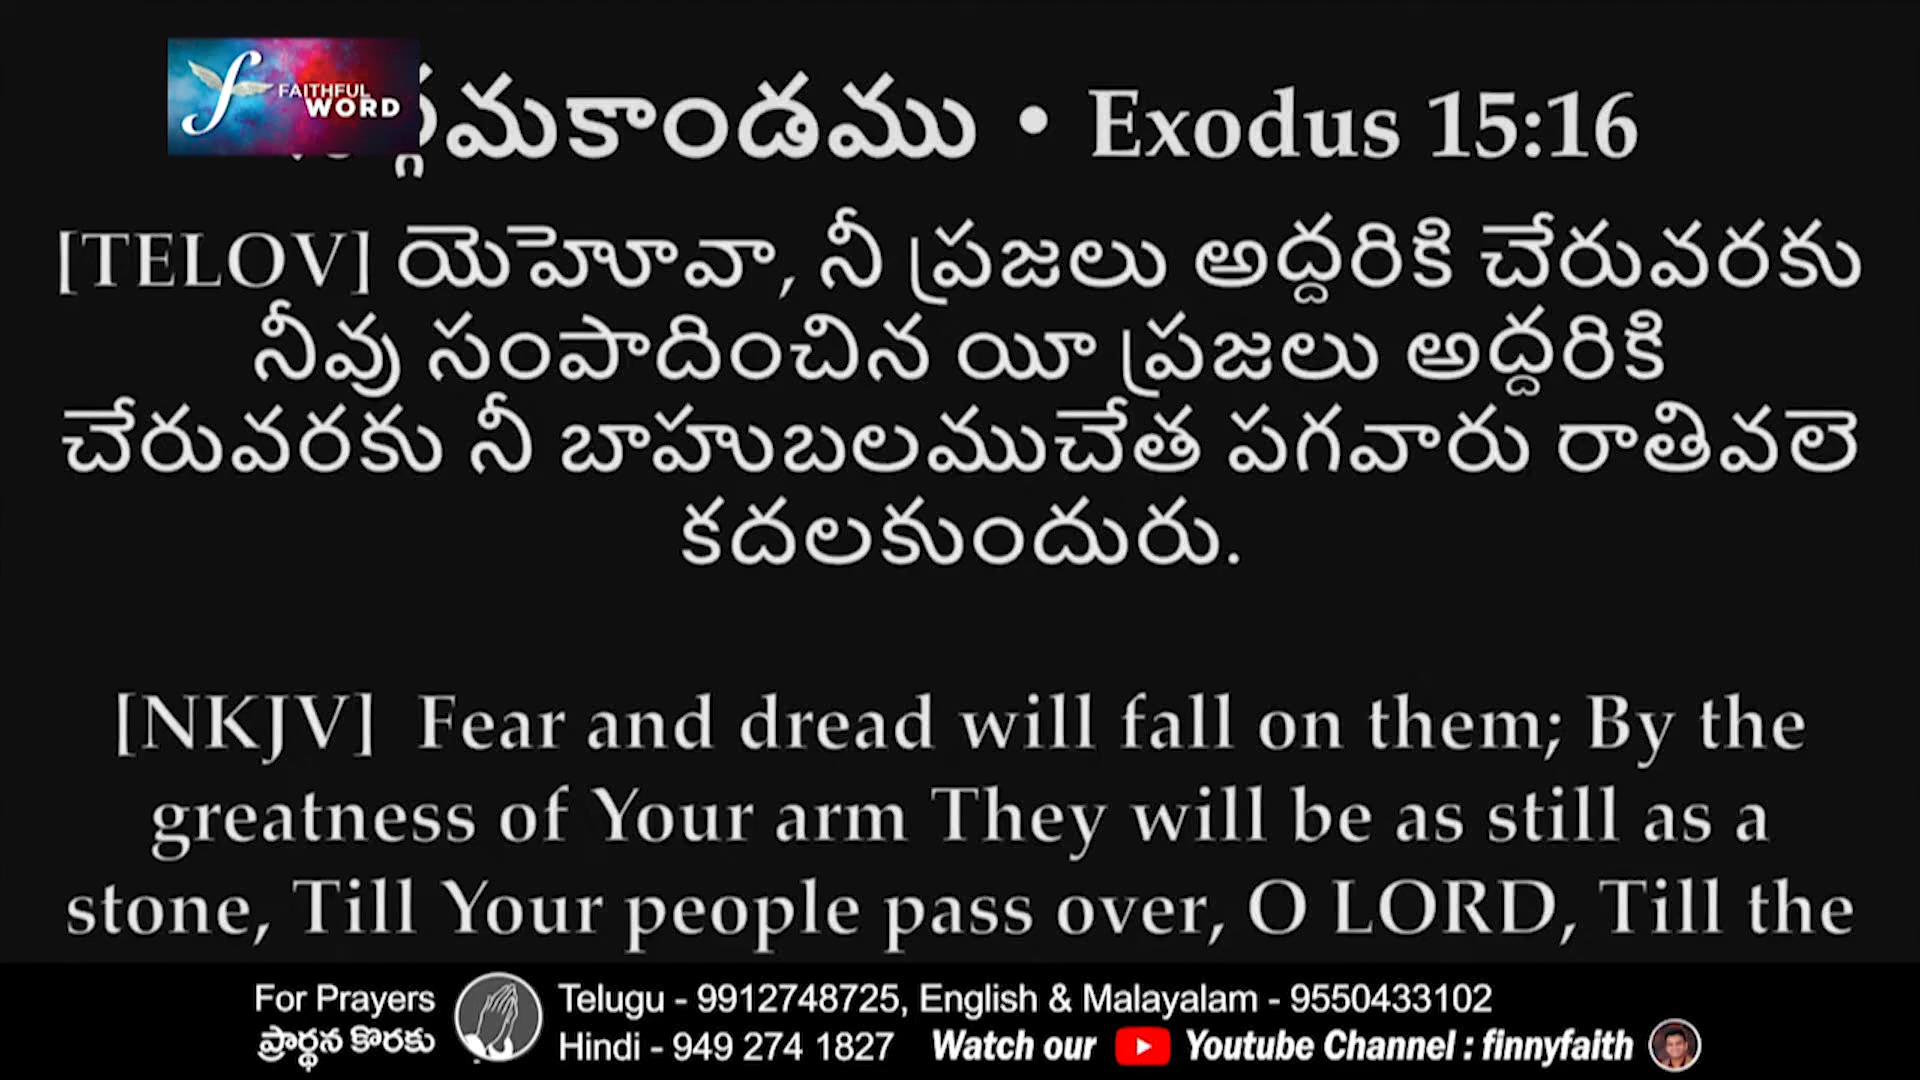 FAITHFUL
WORD
• Exodus 15:16
[TELOV] యెహెూవా, నీ ప్రజలు అద్దరికి చేరువరకు
నీవు సంపాదించిన యీ ప్రజలు అద్దరికి
చేరువరకు నీ బాహుబలముచేత పగవారు రాతివలె
కదలకుందురు.
[NKJV] Fear and dread will fall on them; By the
greatness of Your arm They will be as still as a
stone, Till Your people pass over, O LORD, Till the
For Prayers
ప్రార్థన కొరకు
Telugu - 9912748725, English & Malayalam - 9550433102
Hindi - 949 274 1827 Watch our Youtube Channel : finnyfaith